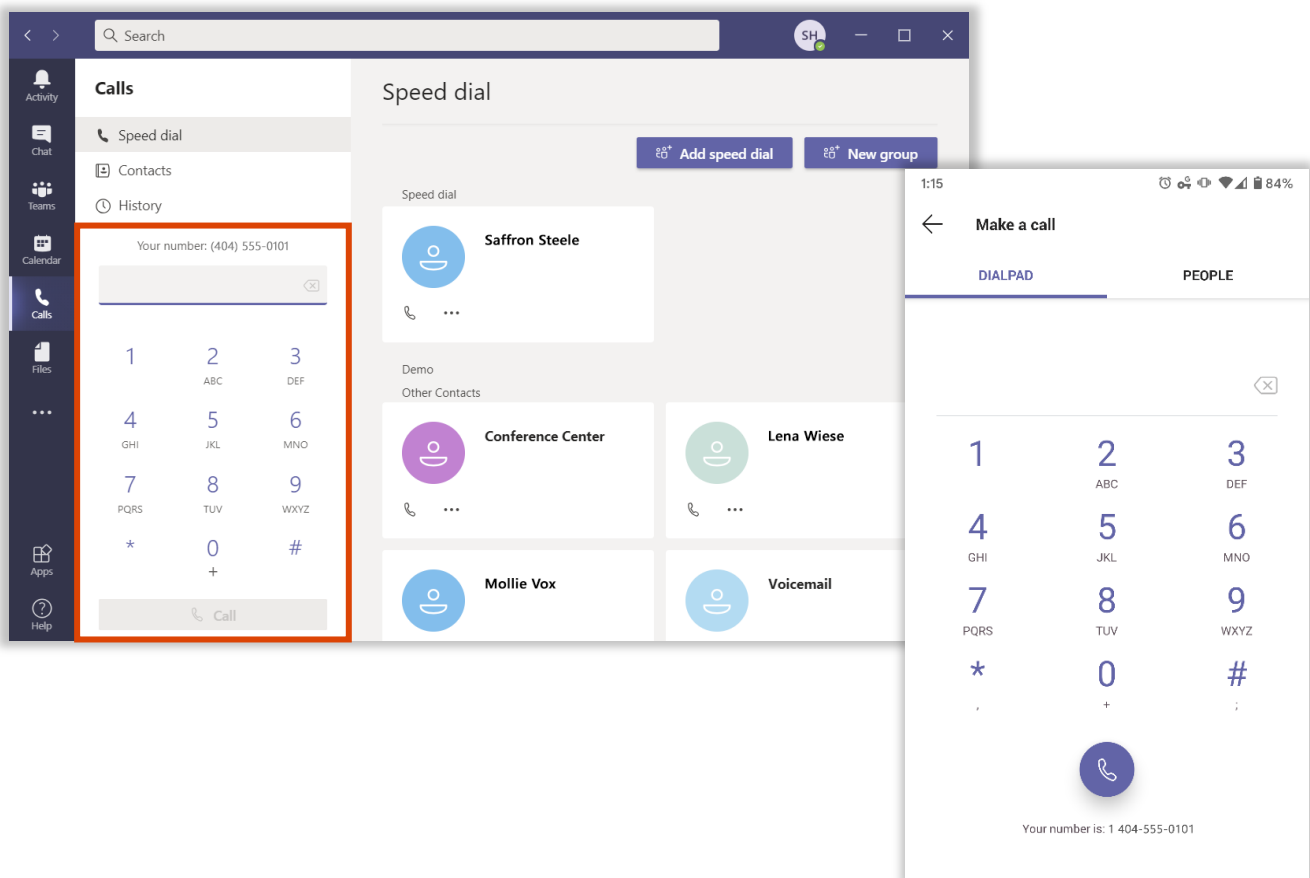 Search
SH
Activity
Chat
Teams
Calendar
Calls
Files
Apps
Help
Calls
Speed dial
Contacts
History
Your number: (404) 555-0101
1 2 3
ABC DEF
4 5 6
GHI JKL MNO
7 8 9
PQRS TUV WXYZ
* 0 #
+
Call
Speed dial
Add speed dial New group
Speed dial
Saffron Steele
Demo
Other Contacts
Conference Center Lena Wiese
Mollie Vox Voicemail
1:15 84%
Make a call
DIALPAD PEOPLE
1 2 3
ABC DEF
4 5 6
GHI JKL MNO
7 8 9
PQRS TUV WXYZ
* 0 #
, + ;
Your number is: 1 404-555-0101